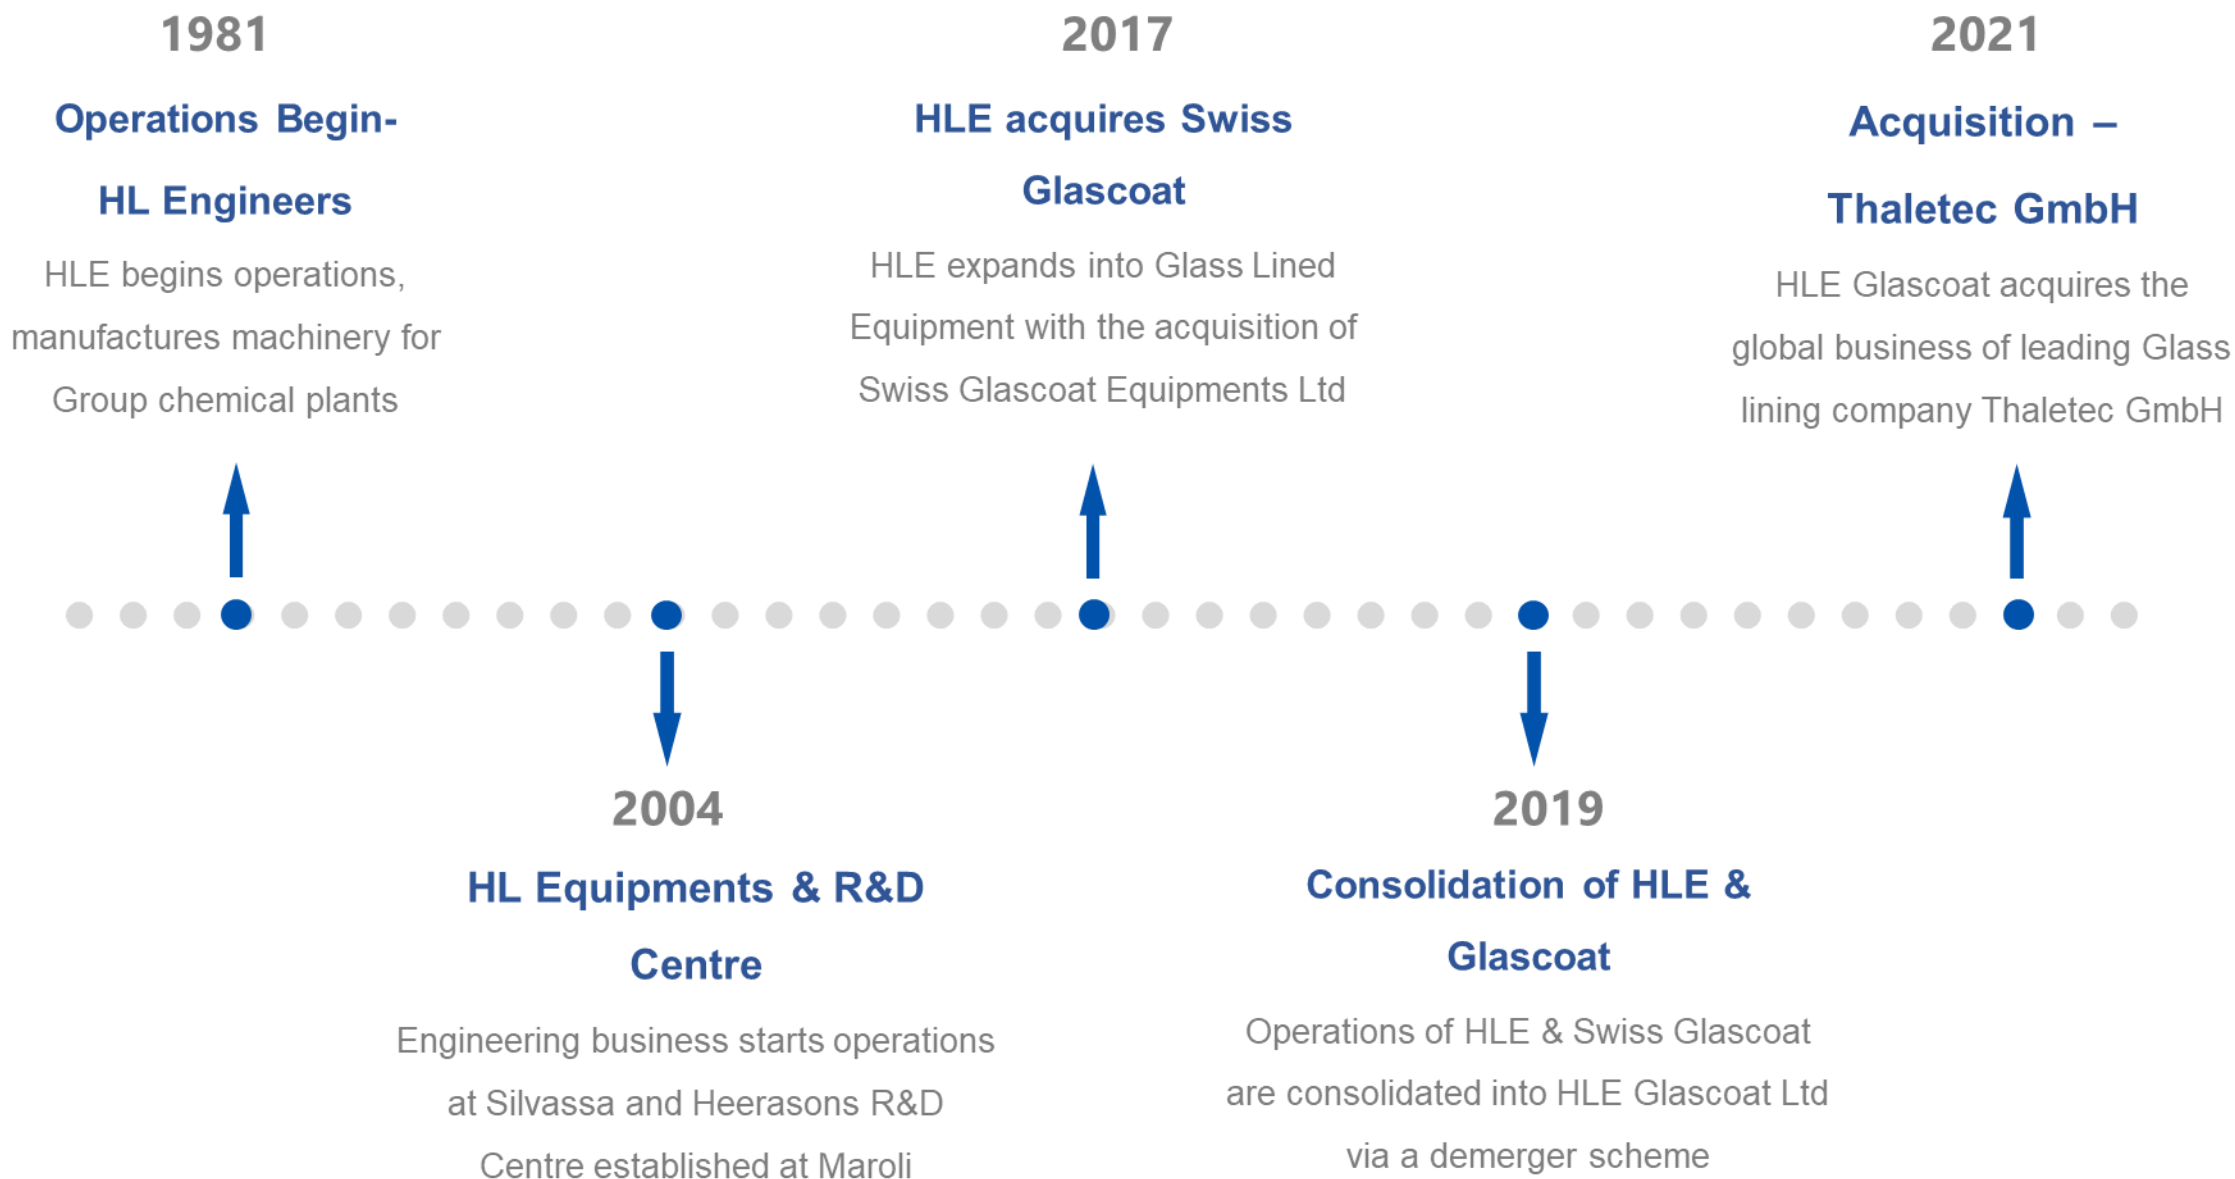 1981
Operations Begin-
HL Engineers
HLE begins operations,
manufactures machinery for
Group chemical plants
2017
HLE acquires Swiss
Glascoat
HLE expands into Glass Lined
Equipment with the acquisition of
Swiss Glascoat Equipments Ltd
2021
Acquisition –
Thaletec GmbH
HLE Glascoat acquires the
global business of leading Glass
lining company Thaletec GmbH
2004
HL Equipments & R&D
Centre
Engineering business starts operations
at Silvassa and Heerasons R&D
Centre established at Maroli
2019
Consolidation of HLE &
Glascoat
Operations of HLE & Swiss Glascoat
are consolidated into HLE Glascoat Ltd
via a demerger scheme